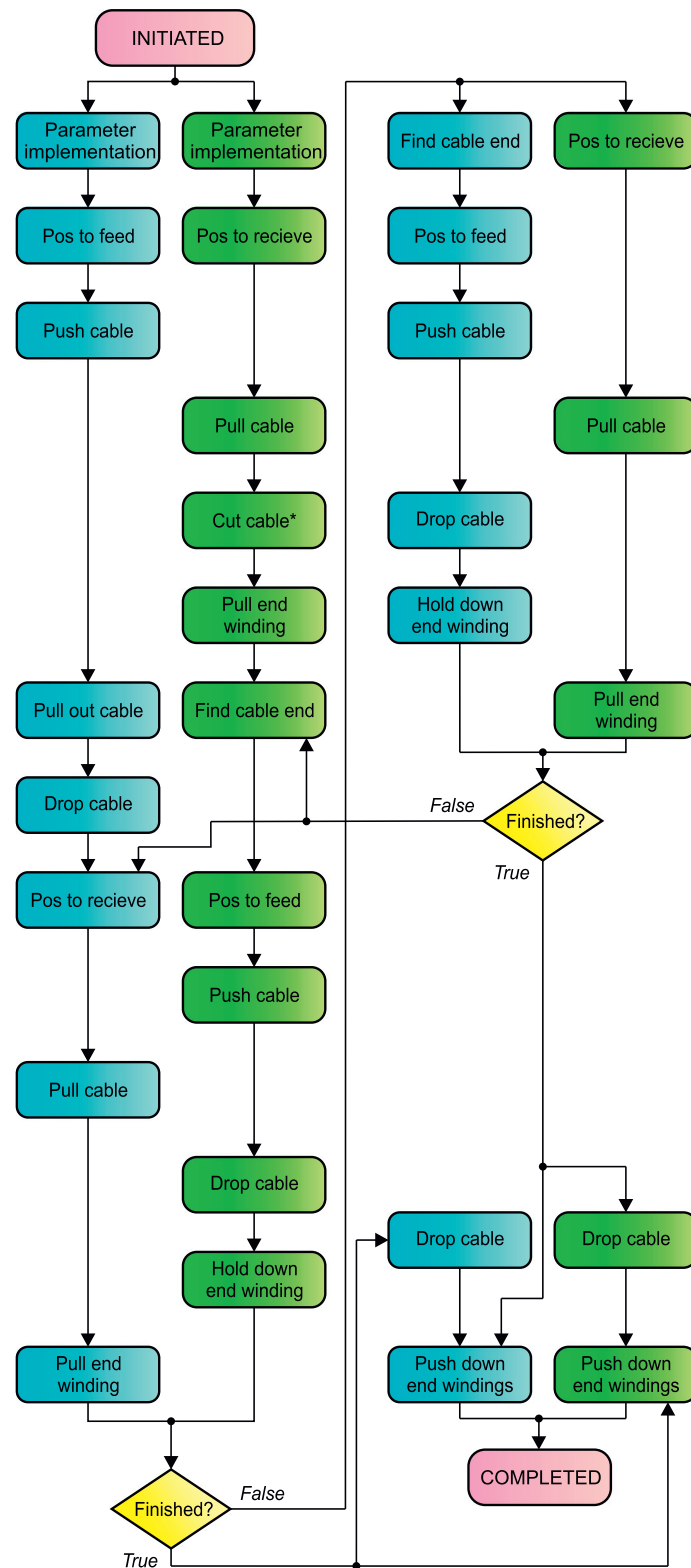 INITIATED
Parameter
implementation
Parameter
implementation
Find cable end
Pos to recieve
Pos to feed
Pos to recieve
Pos to feed
Push cable
Push cable
Pull cable
Pull cable
Cut cable*
Drop cable
Pull end
winding
Hold down
end winding
Pull out cable
Find cable end
Pull end
winding
Drop cable
False
Finished?
True
Pos to recieve
Pos to feed
Push cable
Pull cable
Drop cable
Drop cable
Drop cable
Hold down
end winding
Pull end
winding
Push down
end windings
Push down
end windings
COMPLETED
False
Finished?
True